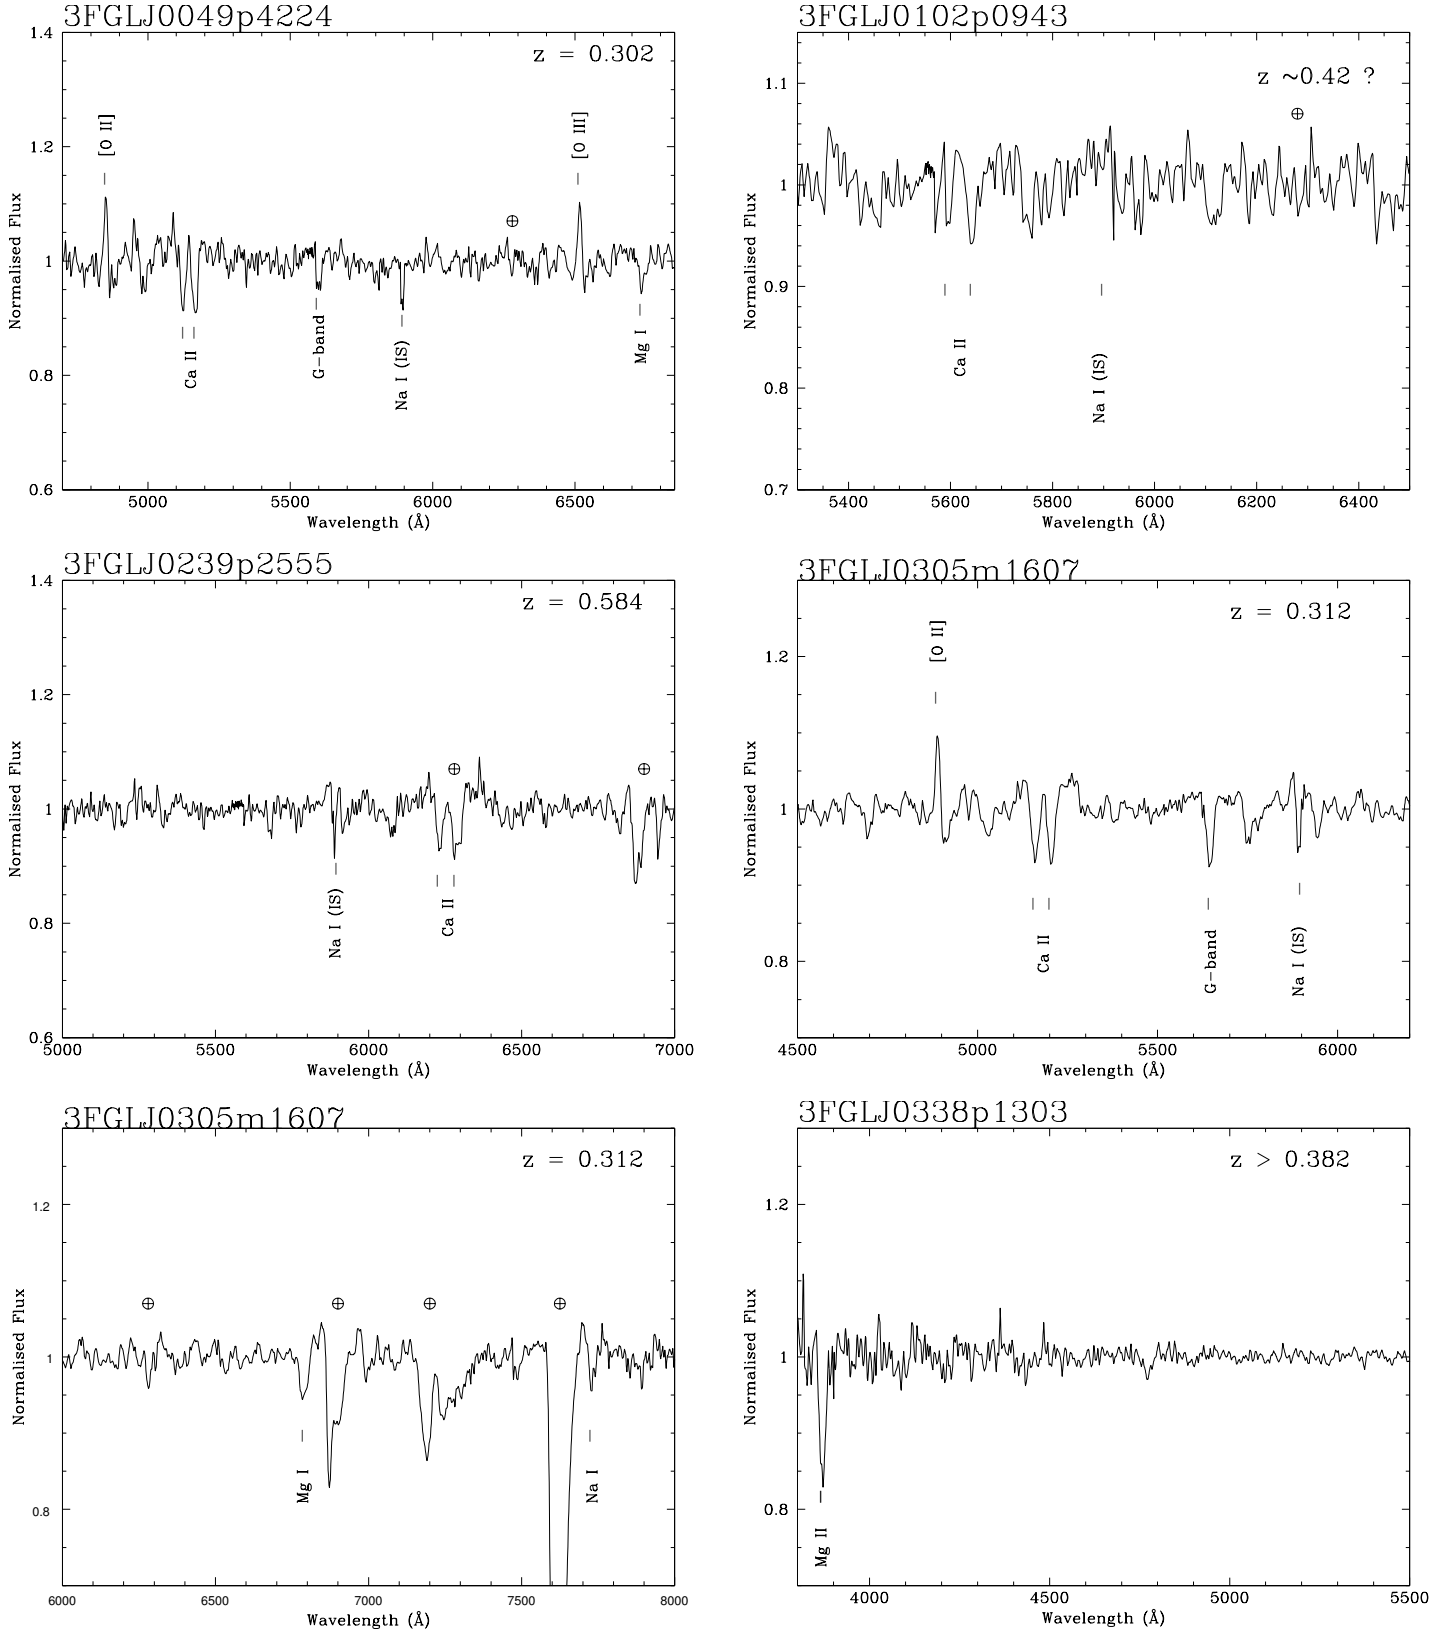 3FGLJ0049p4224
z = 0.302
[O II]
[O III]
⊕
Ca II
G-band
Na I (IS)
Mg I
Normalised Flux
1.4
1.2
1
0.8
0.6
5000
5500
6000
6500
Wavelength (Å)
3FGLJ0102p0943
z ~0.42 ?
⊕
Ca II
Na I (IS)
Normalised Flux
1.1
1
0.9
0.8
0.7
5400
5600
5800
6000
6200
6400
Wavelength (Å)
3FGLJ0239p2555
z = 0.584
⊕
⊕
Na I (IS)
Ca II
Normalised Flux
1.4
1.2
1
0.8
0.6
5000
5500
6000
6500
7000
Wavelength (Å)
3FGLJ0305m1607
z = 0.312
[O II]
Ca II
G-band
Na I (IS)
Normalised Flux
1.2
1
0.8
4500
5000
5500
6000
Wavelength (Å)
3FGLJ0305m1607
z = 0.312
⊕
⊕
⊕
⊕
Mg I
Na I
Normalised Flux
1.2
1
0.8
6000
6500
7000
7500
8000
Wavelength (Å)
3FGLJ0338p1303
z > 0.382
Mg II
Normalised Flux
1.2
1
0.8
4000
4500
5000
5500
Wavelength (Å)